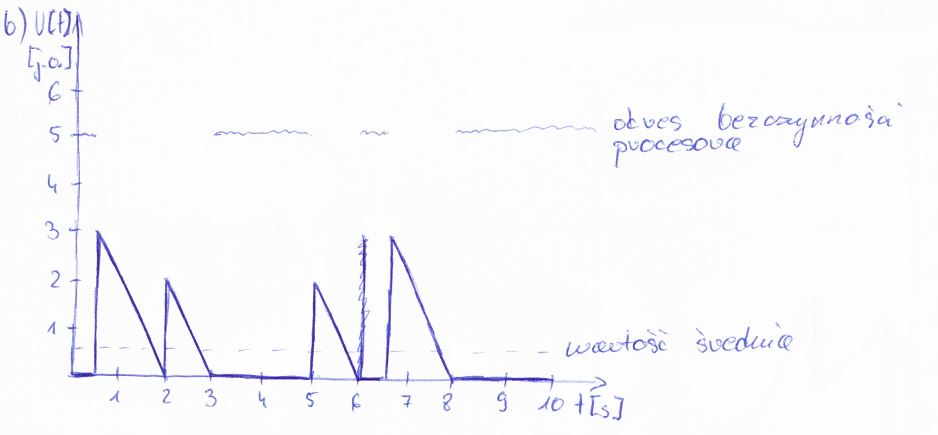 b) U(t)
[j.o.]
6
5
okres bezczynności
procesora
4
3
2
1
wartość średnia
1 2 3 4 5 6 7 8 9 10 t[s]